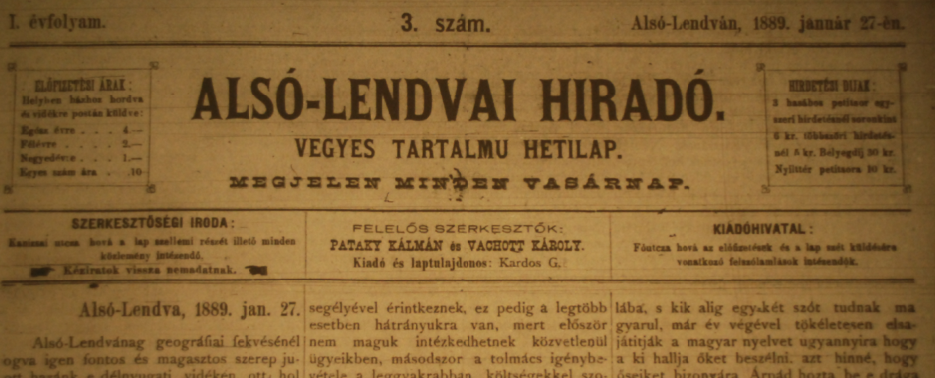 I. évfolyam.
3. szám.
Alsó-Lendván, 1889. január 27-én.
ELŐFIZETÉSI ÁRAK:
Helyben házhoz hordva
és vidékre postán küldve:
Egész évre . . . . 4.—
Félévre . . . . 2.—
Negyedévre . . . 1.—
Egyes szám ára . .10
ALSÓ-LENDVAI HIRADÓ.
VEGYES TARTALMU HETILAP.
MEGJELEN MINDEN VASÁRNAP.
HIRDETÉSI DIJAK:
3 hasábos petitsor egy-
szeri hirdetésnél soronkint
6 kr. többszöri hirdetés-
nél 5 kr. Bélyegdij 30 kr.
Nyilttér petitsora 10 kr.
SZERKESZTŐSÉGI IRODA:
Kanizsai utcza hová a lap szellemi részét illető minden
közlemény intézendő.
Kéziratok vissza nemadatnak.
FELELŐS SZERKESZTŐK:
PATAKY KÁLMÁN és VACHOTT KÁROLY.
Kiadó és laptulajdonos: Kardos G.
KIADÓHIVATAL:
Főutcza hová az előfizetések és a lap szét küldésére
vonatkozó felszólamlások intézendők.
Alsó-Lendva, 1889. jan. 27.
Alsó-Lendvának geográfiai fekvésénél
fogva igen fontos és magasztos szerep ju-
tott hazánk e délnyugati vidékén, ott hol
segélyével érintkeznek, ez pedig a legtöbb
esetben hátrányukra van, mert először
nem maguk intézkedhetnek közvetlenül
ügyeikben, másodszor a tolmács igénybe-
vétele a leggyakrabban költségekkel szo-
lába, s kik alig egy-két szót tudnak ma
gyarul, már év végével tökéletesen elsa-
játitják a magyar nyelvet ugyannyira hogy
a ki hallja őket beszélni, azt hinné, hogy
őseiket bizonyára Árpád hozta be e drága